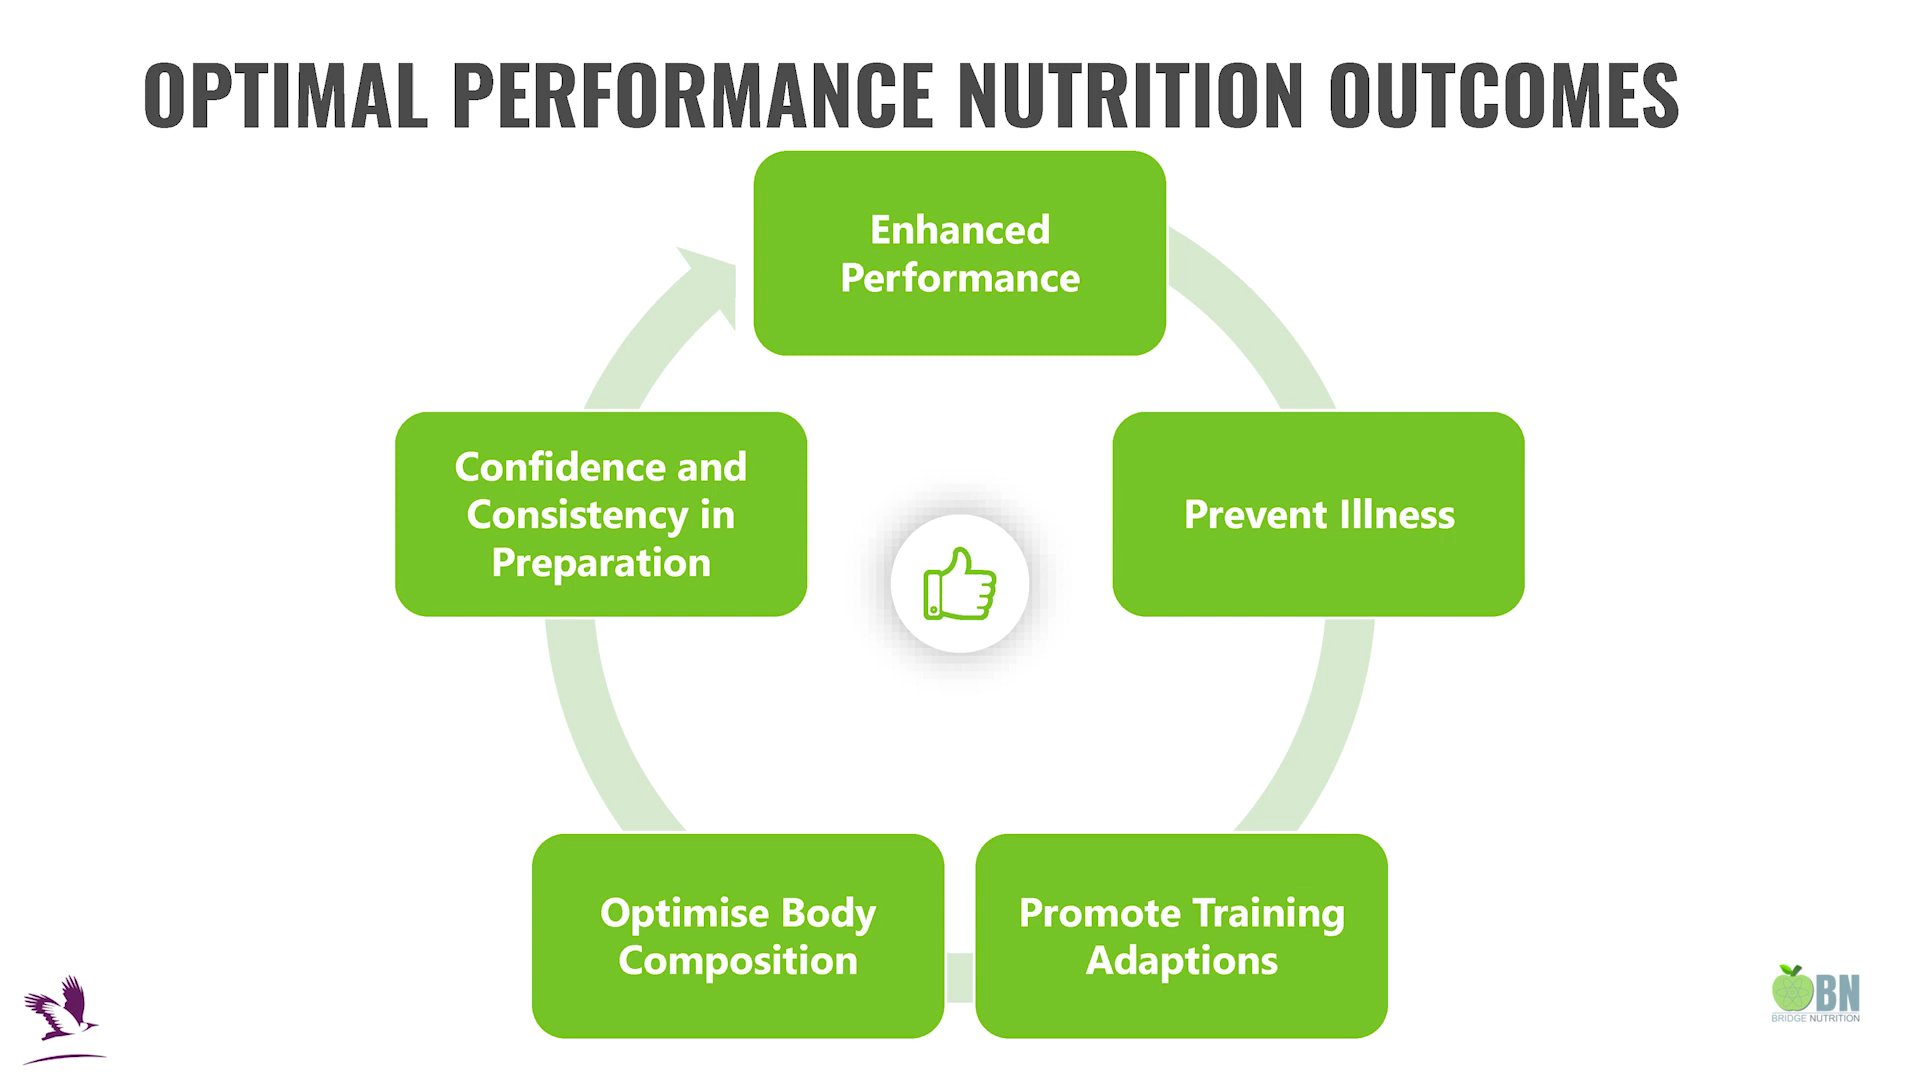 OPTIMAL PERFORMANCE NUTRITION OUTCOMES
Enhanced
Performance
Prevent Illness
Promote Training
Adaptions
Optimise Body
Composition
Confidence and
Consistency in
Preparation
BN
BRIDGE NUTRITION